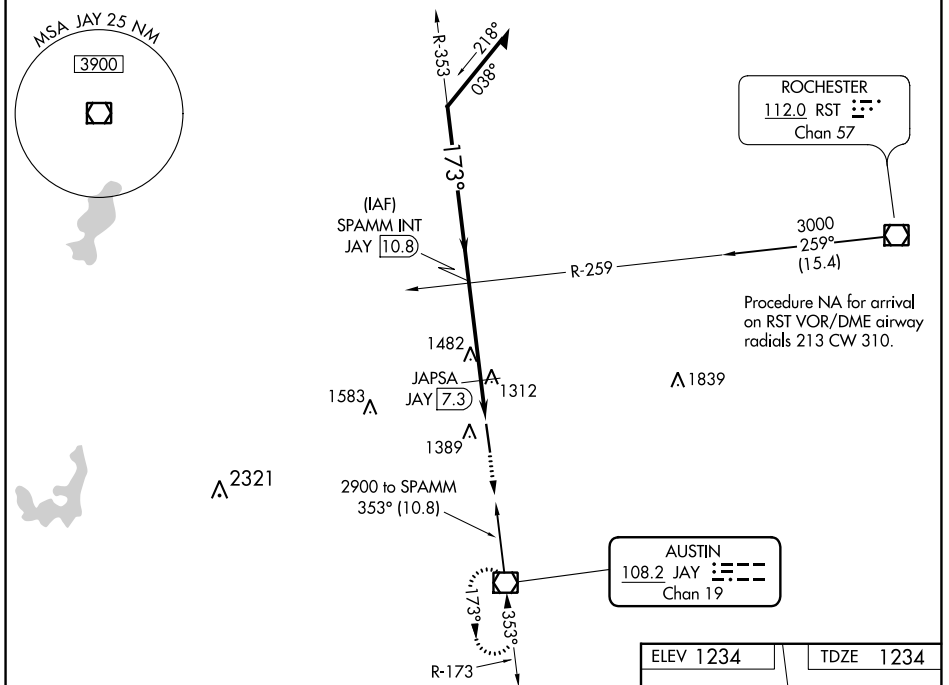 MSA JAY 25 NM
3900
R-353
218°
038°
173°
ROCHESTER
112.0 RST
Chan 57
(IAF)
SPAMM INT
JAY 10.8
3000
259°
(15.4)
R-259
Procedure NA for arrival
on RST VOR/DME airway
radials 213 CW 310.
1482
JAPSA
JAY 7.3
1312
1839
1583
1389
2321
2900 to SPAMM
353° (10.8)
AUSTIN
108.2 JAY
Chan 19
173°
353°
R-173
ELEV 1234
TDZE 1234